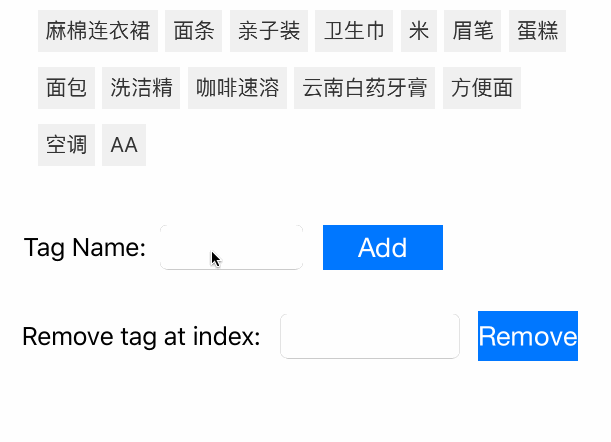 麻棉连衣裙 面条 亲子装 卫生巾 米 眉笔 蛋糕
面包 洗洁精 咖啡速溶 云南白药牙膏 方便面
空调 AA
Tag Name: Add
Remove tag at index: Remove